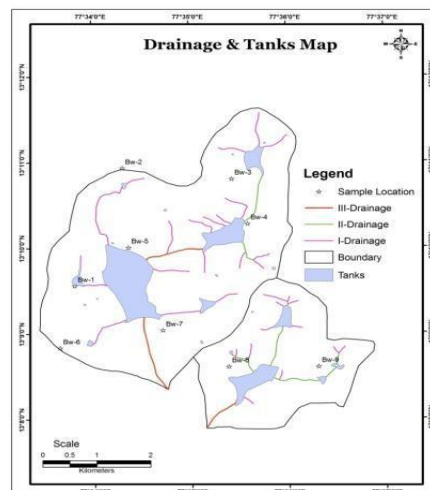 77°34'0"E 77°35'0"E 77°36'0"E 77°37'0"E
Drainage & Tanks Map
Bw-2
Bw-3
Legend
Sample Location
III-Drainage
II-Drainage
I-Drainage
Boundary
Tanks
Bw-4
Bw-5
Bw-1
Bw-7
Bw-6
Bw-8
Bw-9
Scale
0 0.5 1 2
Kilometers